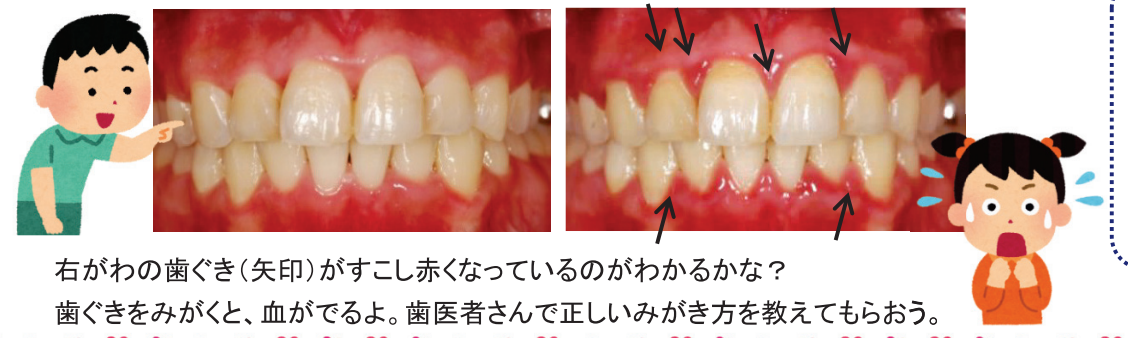 右がわの歯ぐき（矢印）がすこし赤くなっているのがわかるかな？
歯ぐきをみがくと、血がでるよ。歯医者さんで正しいみがき方を教えてもらおう。